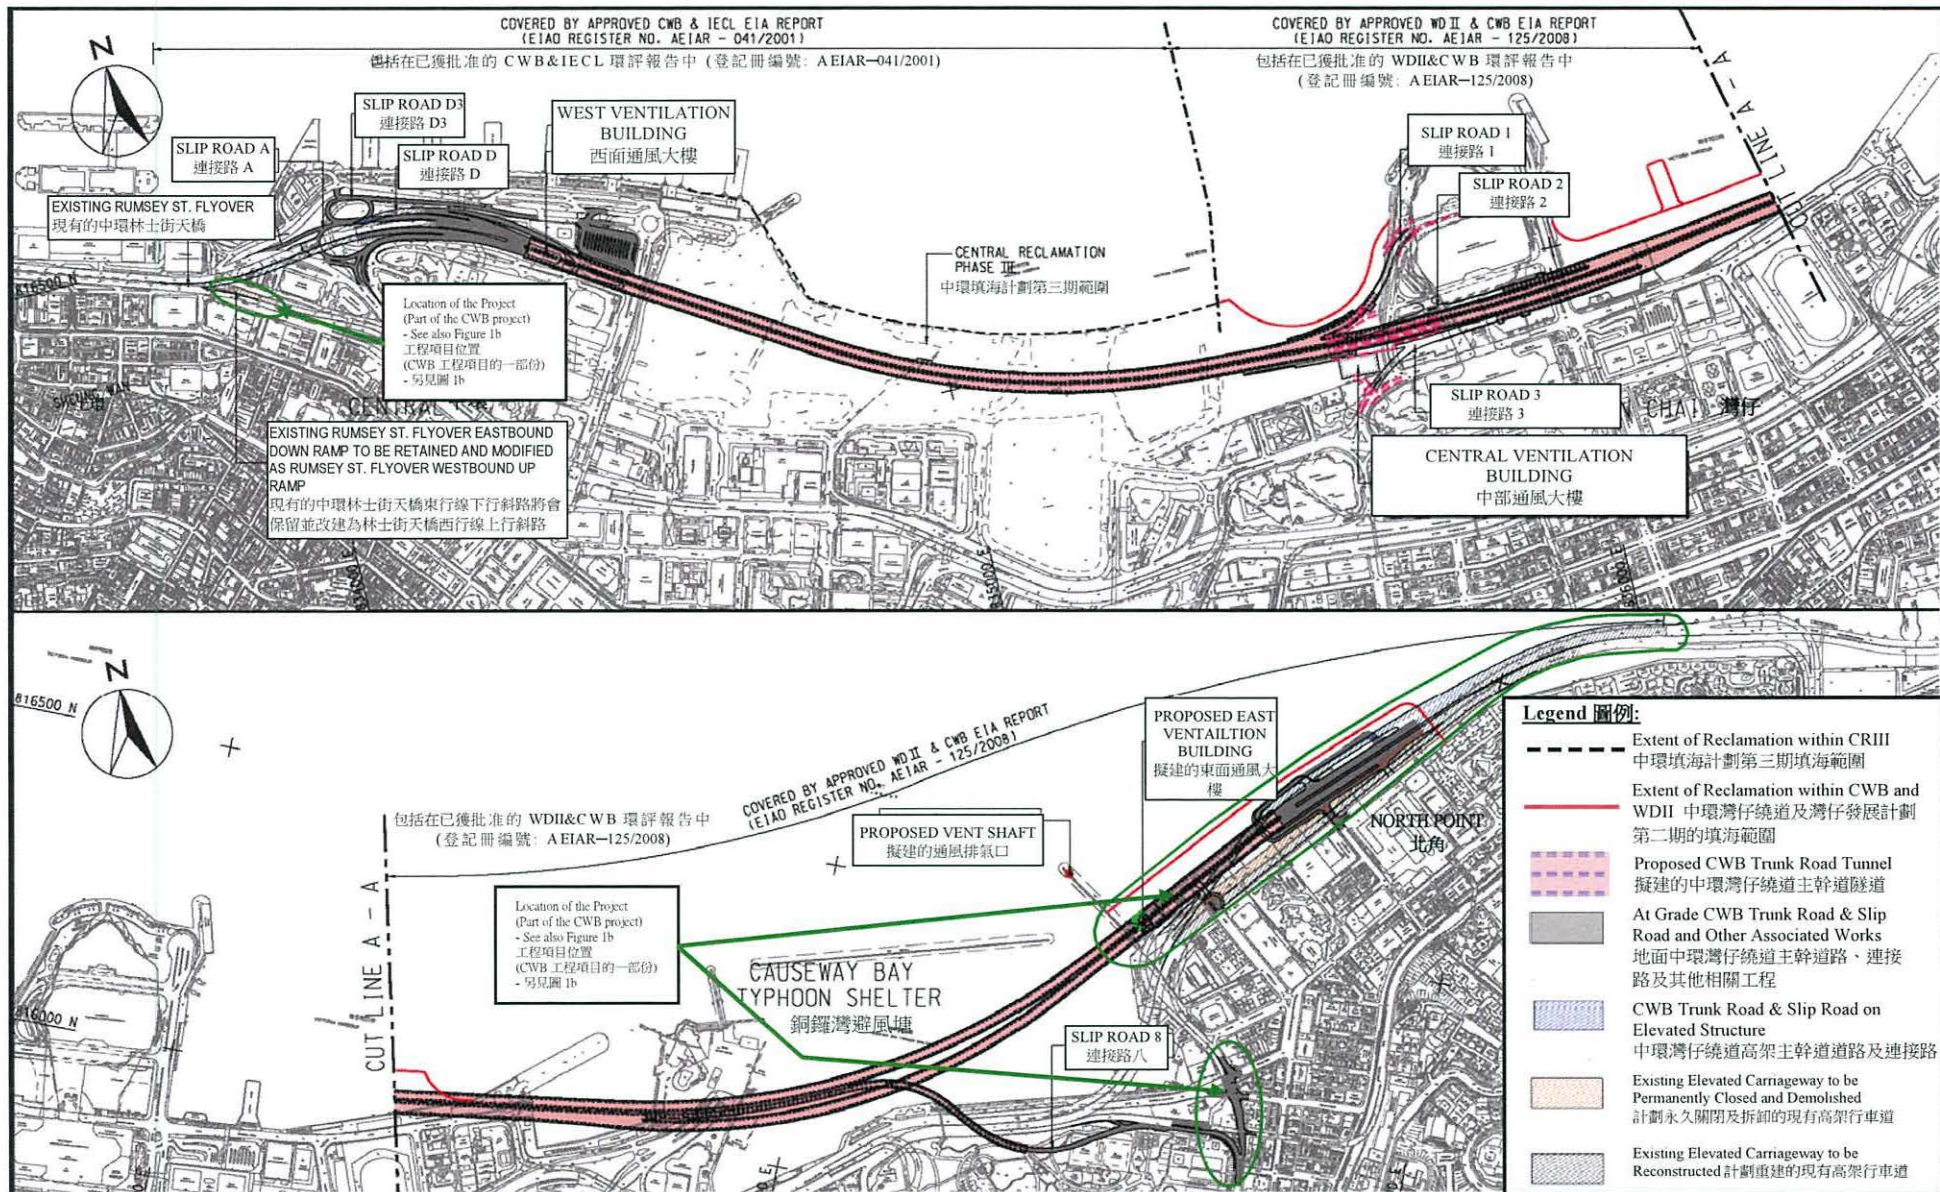 COVERED BY APPROVED CWB & IECL EIA REPORT
(EIAO REGISTER NO. AEIAR - 041/2001)
包括在已獲批准的 CWB&IECL 環評報告中 (登記冊編號: AEIAR—041/2001)
COVERED BY APPROVED WDII & CWB EIA REPORT
(EIAO REGISTER NO. AEIAR - 125/2008)
包括在已獲批准的 WDII&CWB 環評報告中
(登記冊編號: AEIAR—125/2008)
CUT LINE A - A
N
SLIP ROAD A
連接路 A
SLIP ROAD D3
連接路 D3
SLIP ROAD D
連接路 D
WEST VENTILATION
BUILDING
西面通風大樓
SLIP ROAD 1
連接路 1
SLIP ROAD 2
連接路 2
EXISTING RUMSEY ST. FLYOVER
現有的中環林士街天橋
CENTRAL RECLAMATION
PHASE III
中環填海計劃第三期範圍
816500 N
Location of the Project
(Part of the CWB project)
- See also Figure 1b
工程項目位置
(CWB 工程項目的一部份)
- 另見圖 1b
SHEUNG WAN
上環
CENTRAL
SLIP ROAD 3
連接路 3
灣仔
EXISTING RUMSEY ST. FLYOVER EASTBOUND
DOWN RAMP TO BE RETAINED AND MODIFIED
AS RUMSEY ST. FLYOVER WESTBOUND UP
RAMP
現有的中環林士街天橋東行線下行斜路將會
保留並改建為林士街天橋西行線上行斜路
CENTRAL VENTILATION
BUILDING
中部通風大樓
834000 E
835000 E
N
816500 N
COVERED BY APPROVED WDII & CWB EIA REPORT
(EIAO REGISTER NO. AEIAR - 125/2008)
包括在已獲批准的 WDII&CWB 環評報告中
(登記冊編號: AEIAR—125/2008)
PROPOSED EAST
VENTAILTION
BUILDING
擬建的東面通風大
樓
PROPOSED VENT SHAFT
擬建的通風排氣口
NORTH POINT
北角
CUT LINE A - A
Location of the Project
(Part of the CWB project)
- See also Figure 1b
工程項目位置
(CWB 工程項目的一部份)
- 另見圖 1b
CAUSEWAY BAY
TYPHOON SHELTER
銅鑼灣避風塘
816000 N
SLIP ROAD 8
連接路八
Legend 圖例:
Extent of Reclamation within CRIII
中環填海計劃第三期填海範圍
Extent of Reclamation within CWB and
WDII 中環灣仔繞道及灣仔發展計劃
第二期的填海範圍
Proposed CWB Trunk Road Tunnel
擬建的中環灣仔繞道主幹道隧道
At Grade CWB Trunk Road & Slip
Road and Other Associated Works
地面中環灣仔繞道主幹道路、連接
路及其他相關工程
CWB Trunk Road & Slip Road on
Elevated Structure
中環灣仔繞道高架主幹道道路及連接路
Existing Elevated Carriageway to be
Permanently Closed and Demolished
計劃永久關閉及拆卸的現有高架行車道
Existing Elevated Carriageway to be
Reconstructed 計劃重建的現有高架行車道